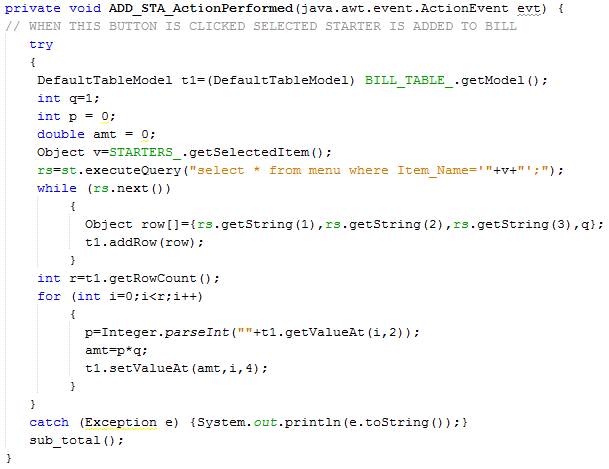 private void ADD_STA_ActionPerformed(java.awt.event.ActionEvent evt) {
// WHEN THIS BUTTON IS CLICKED SELECTED STARTER IS ADDED TO BILL
try
{
DefaultTableModel t1=(DefaultTableModel) BILL_TABLE_.getModel();
int q=1;
int p = 0;
double amt = 0;
Object v=STARTERS_.getSelectedItem();
rs=st.executeQuery("select * from menu where Item_Name='"+v+"';");
while (rs.next())
{
Object row[]={rs.getString(1),rs.getString(2),rs.getString(3),q};
t1.addRow(row);
}
int r=t1.getRowCount();
for (int i=0;i<r;i++)
{
p=Integer.parseInt(""+t1.getValueAt(i,2));
amt=p*q;
t1.setValueAt(amt,i,4);
}
}
catch (Exception e) {System.out.println(e.toString());}
sub_total();
}